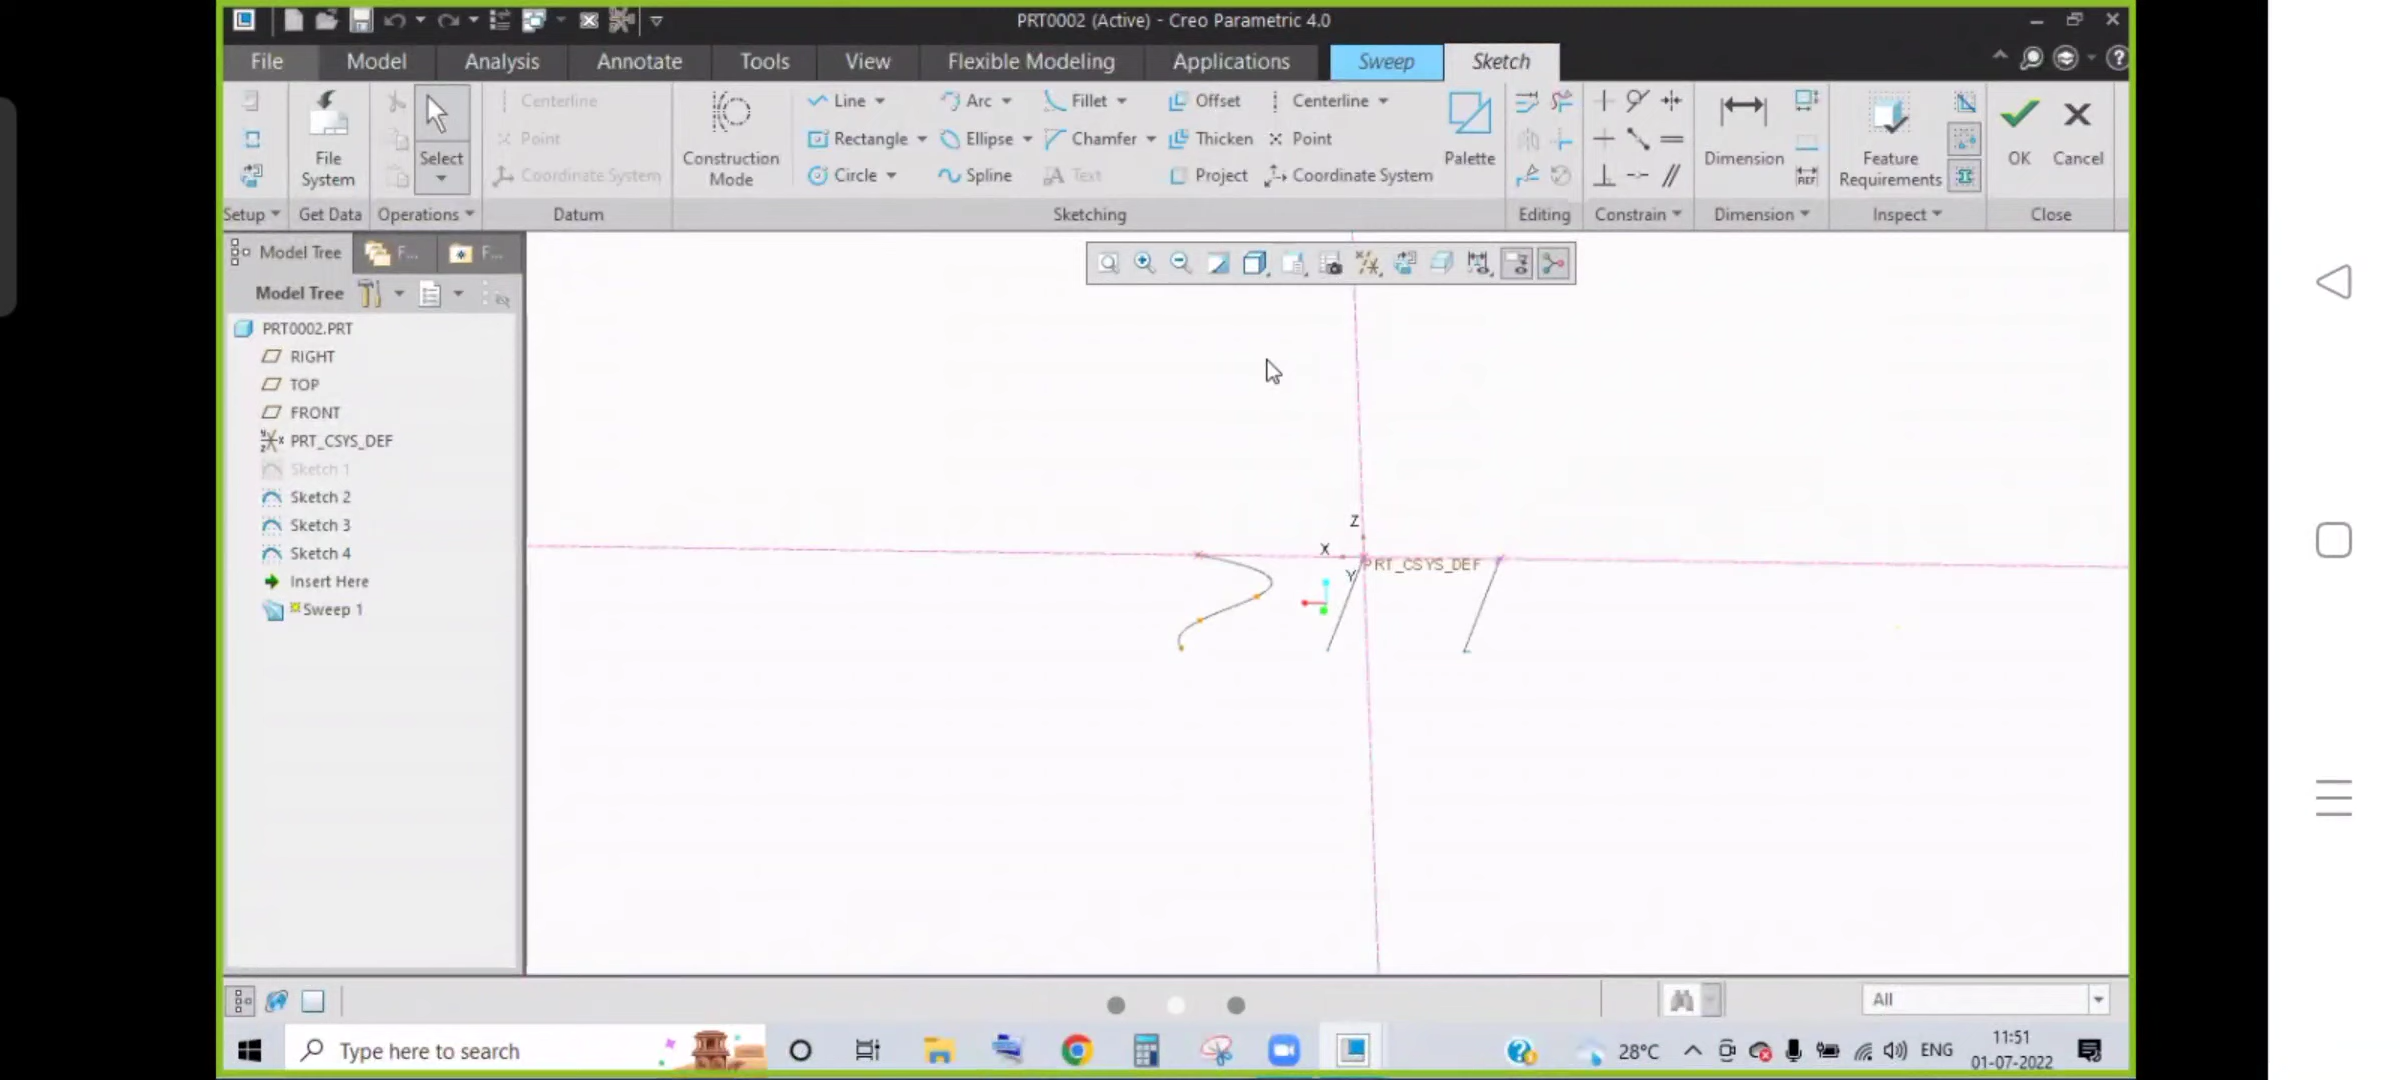 PRT0002 (Active) - Creo Parametric 4.0
File Model Analysis Annotate Tools View Flexible Modeling Applications Sweep Sketch
Centerline Line Arc Fillet Offset Centerline
Point Rectangle Ellipse Chamfer Thicken Point
File System Select Construction Mode Palette Dimension Feature Requirements OK Cancel
Coordinate System Circle Spline Text Project Coordinate System
REF
Setup Get Data Operations Datum Sketching Editing Constrain Dimension Inspect Close
Model Tree F... F...
Model Tree
PRT0002.PRT
RIGHT
TOP
FRONT
PRT_CSYS_DEF
Sketch 1
Sketch 2
Sketch 3
Sketch 4
Insert Here
Sweep 1
Z
X
PRT_CSYS_DEF
Y
All
Type here to search
28°C ENG
11:51
01-07-2022